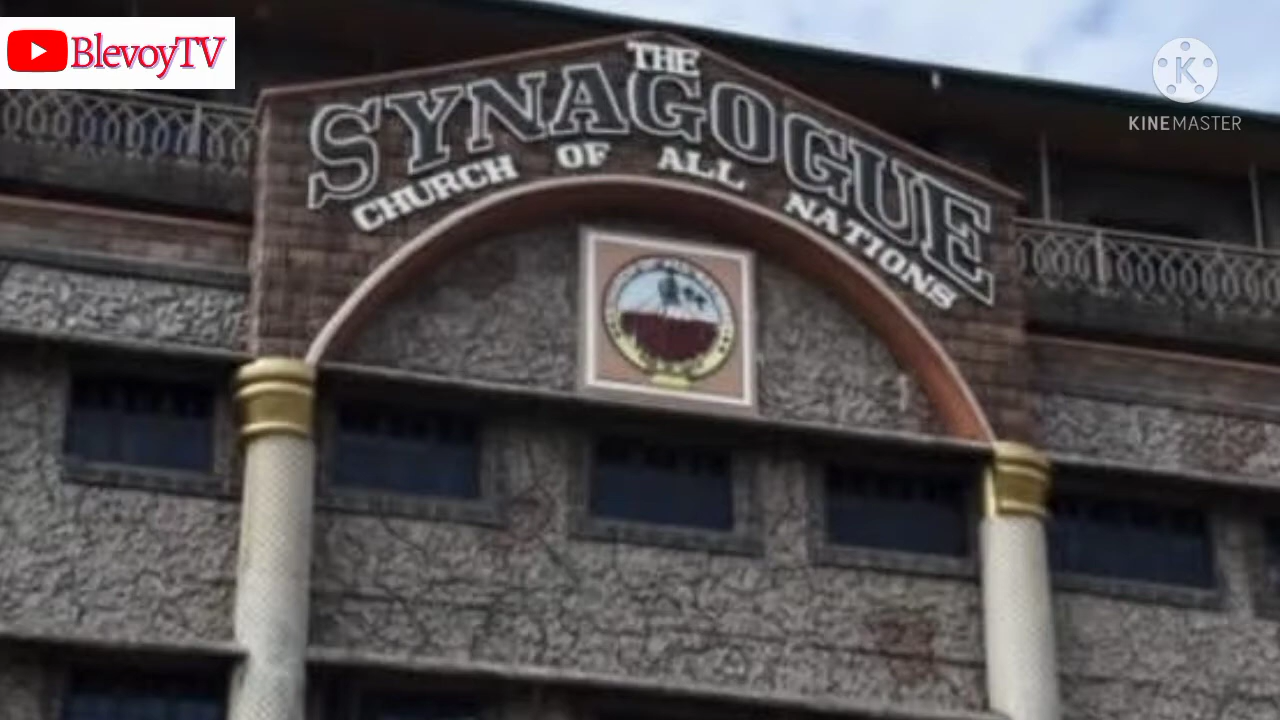 BlevoyTV
K
KINEMASTER
THE
SYNAGOGUE
CHURCH OF ALL NATIONS